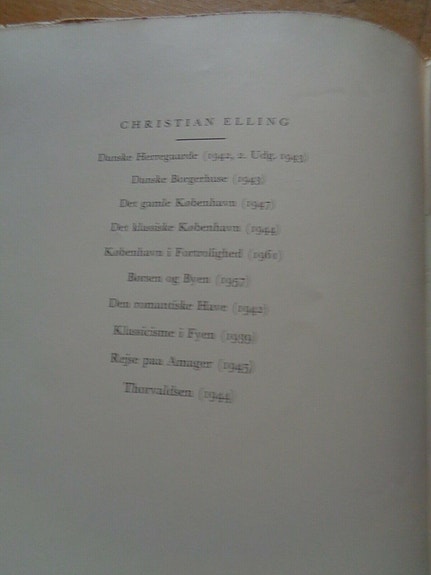 CHRISTIAN ELLING
Danske Herregaarde (1942, 2. Udg. 1943)
Danske Borgerhuse (1943)
Det gamle København (1947)
Det klassiske København (1944)
København i Fortrolighed (1961)
Børsen og Byen (1957)
Den romantiske Have (1942)
Klassicisme i Fyen (1939)
Rejse paa Amager (1945)
Thorvaldsen (1944)